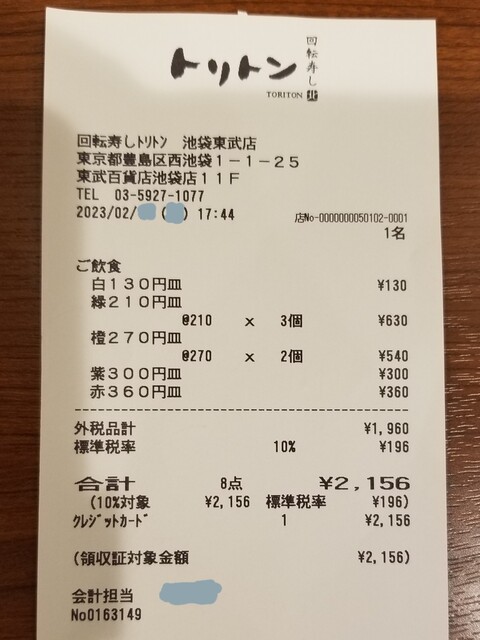 トリトン
回転寿し
TORITON 北
回転寿しﾄﾘﾄﾝ 池袋東武店
東京都豊島区西池袋１－１－２５
東武百貨店池袋店１１Ｆ
TEL 03-5927-1077
2023/02/ ( ) 17:44
店No-0000000050102-0001
1名
ご飲食
白１３０円皿 ¥130
緑２１０円皿
@210 × 3個 ¥630
橙２７０円皿
@270 × 2個 ¥540
紫３００円皿 ¥300
赤３６０円皿 ¥360
外税品計 ¥1,960
標準税率 10% ¥196
合計 8点 ¥2,156
(10%対象 ¥2,156 標準税率 ¥196)
ｸﾚｼﾞｯﾄｶｰﾄﾞ 1 ¥2,156
(領収証対象金額 ¥2,156)
会計担当
No0163149